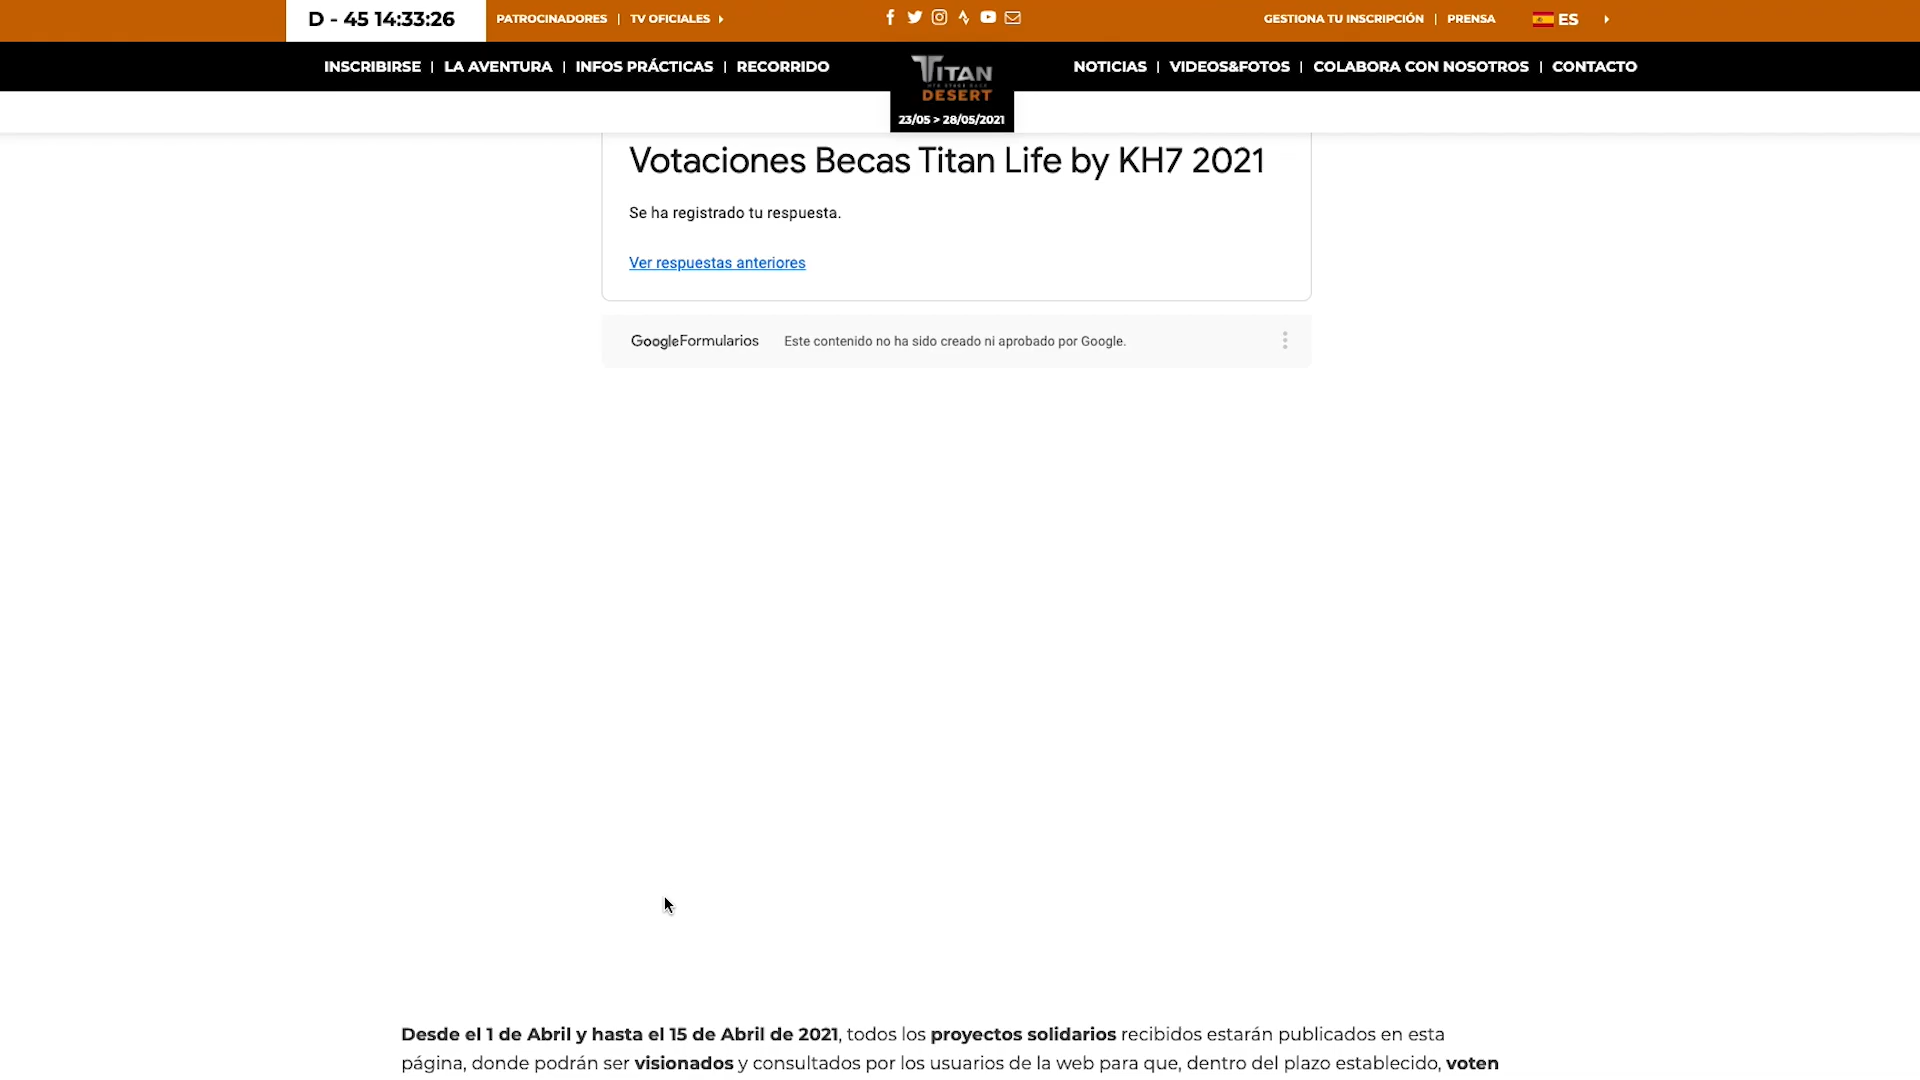 D - 45 14:33:26
PATROCINADORES | TV OFICIALES
GESTIONA TU INSCRIPCIÓN | PRENSA
ES
INSCRIBIRSE | LA AVENTURA | INFOS PRÁCTICAS | RECORRIDO
TITAN
DESERT
23/05 > 28/05/2021
NOTICIAS | VIDEOS&FOTOS | COLABORA CON NOSOTROS | CONTACTO
Votaciones Becas Titan Life by KH7 2021
Se ha registrado tu respuesta.
Ver respuestas anteriores
Google Formularios
Este contenido no ha sido creado ni aprobado por Google.
Desde el 1 de Abril y hasta el 15 de Abril de 2021, todos los proyectos solidarios recibidos estarán publicados en esta
página, donde podrán ser visionados y consultados por los usuarios de la web para que, dentro del plazo establecido, voten